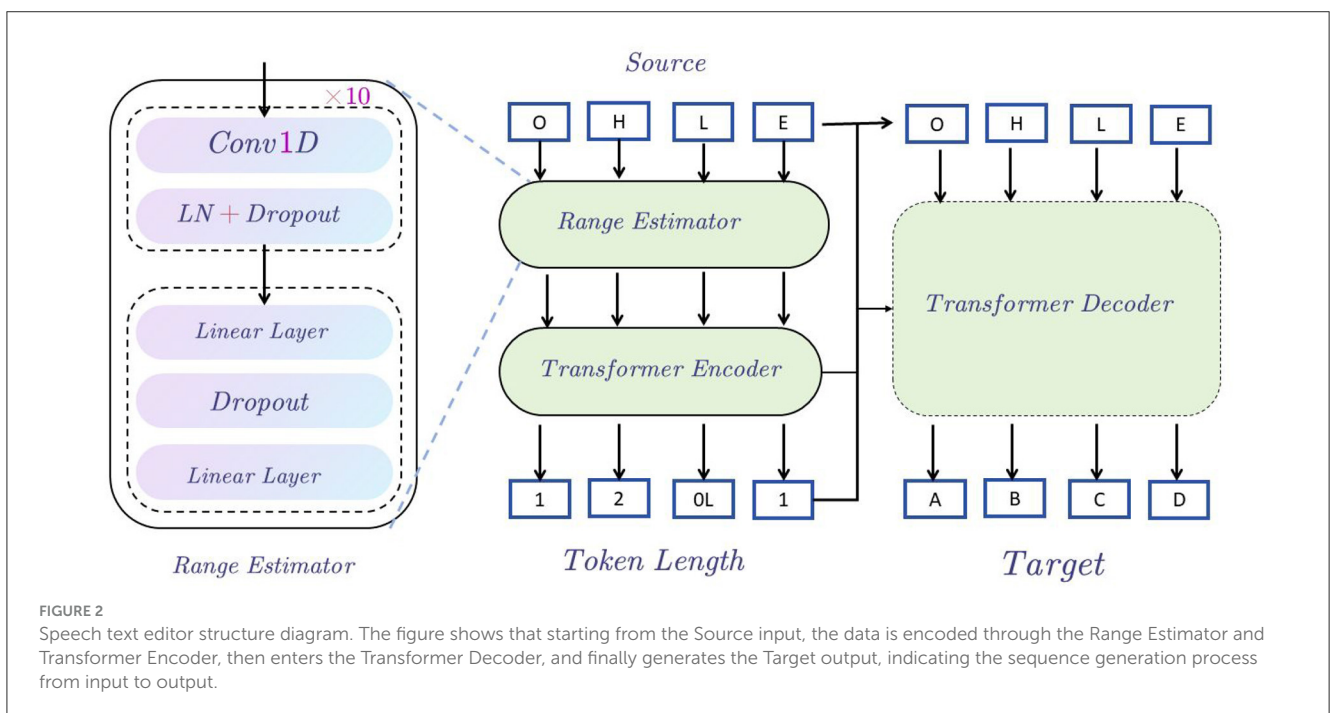 ×10
Conv1D
LN + Dropout
Linear Layer
Dropout
Linear Layer
Range Estimator
Source
O H L E
Range Estimator
Transformer Encoder
1 2 0L 1
Token Length
O H L E
Transformer Decoder
A B C D
Target
FIGURE 2
Speech text editor structure diagram. The figure shows that starting from the Source input, the data is encoded through the Range Estimator and
Transformer Encoder, then enters the Transformer Decoder, and finally generates the Target output, indicating the sequence generation process
from input to output.